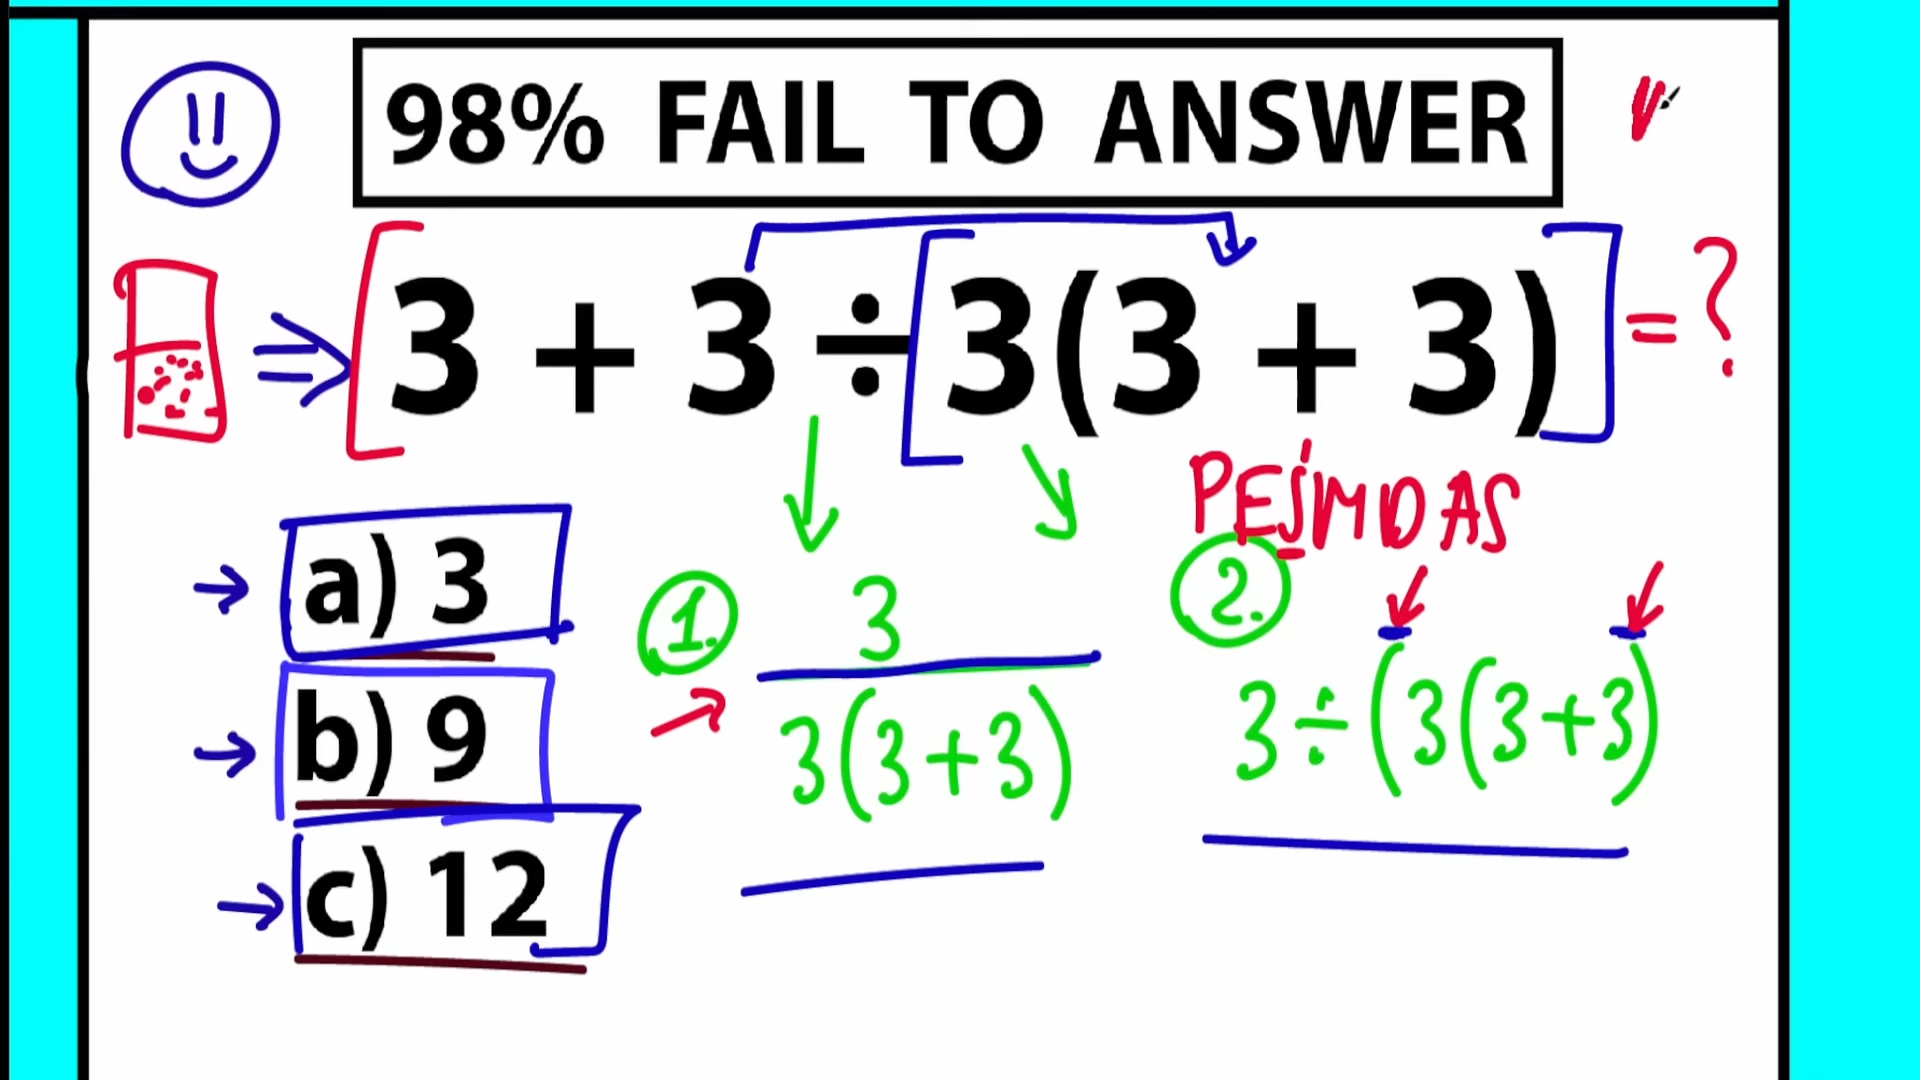 98% FAIL TO ANSWER
[3 + 3 ÷ [3(3 + 3)] = ?
PEJMDAS
a) 3
b) 9
c) 12
1.
3
3(3+3)
2.
3÷(3(3+3)